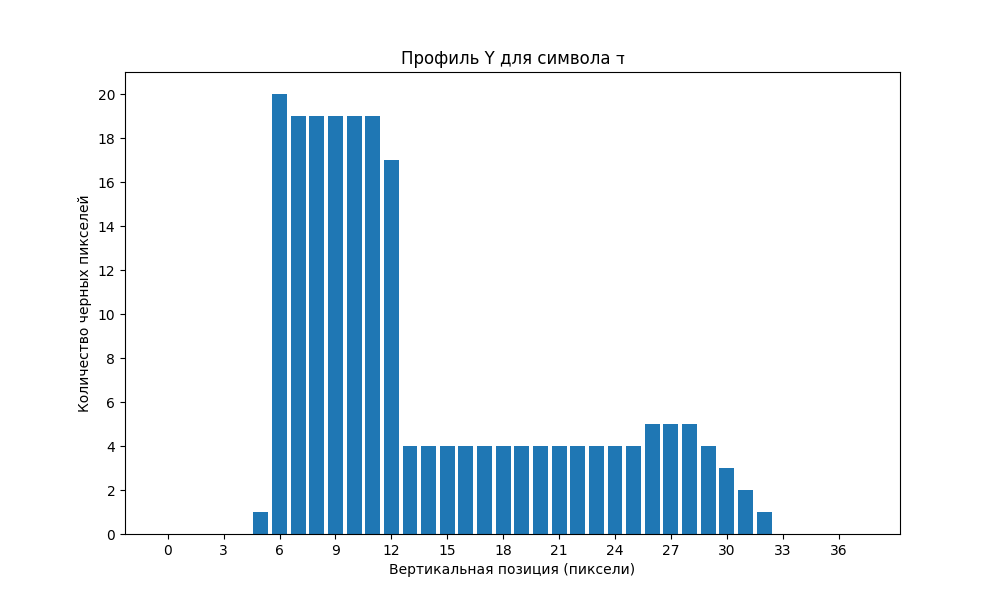 Профиль Y для символа т
20
18
16
14
12
10
8
6
4
2
0
Количество черных пикселей
0 3 6 9 12 15 18 21 24 27 30 33 36
Вертикальная позиция (пиксели)